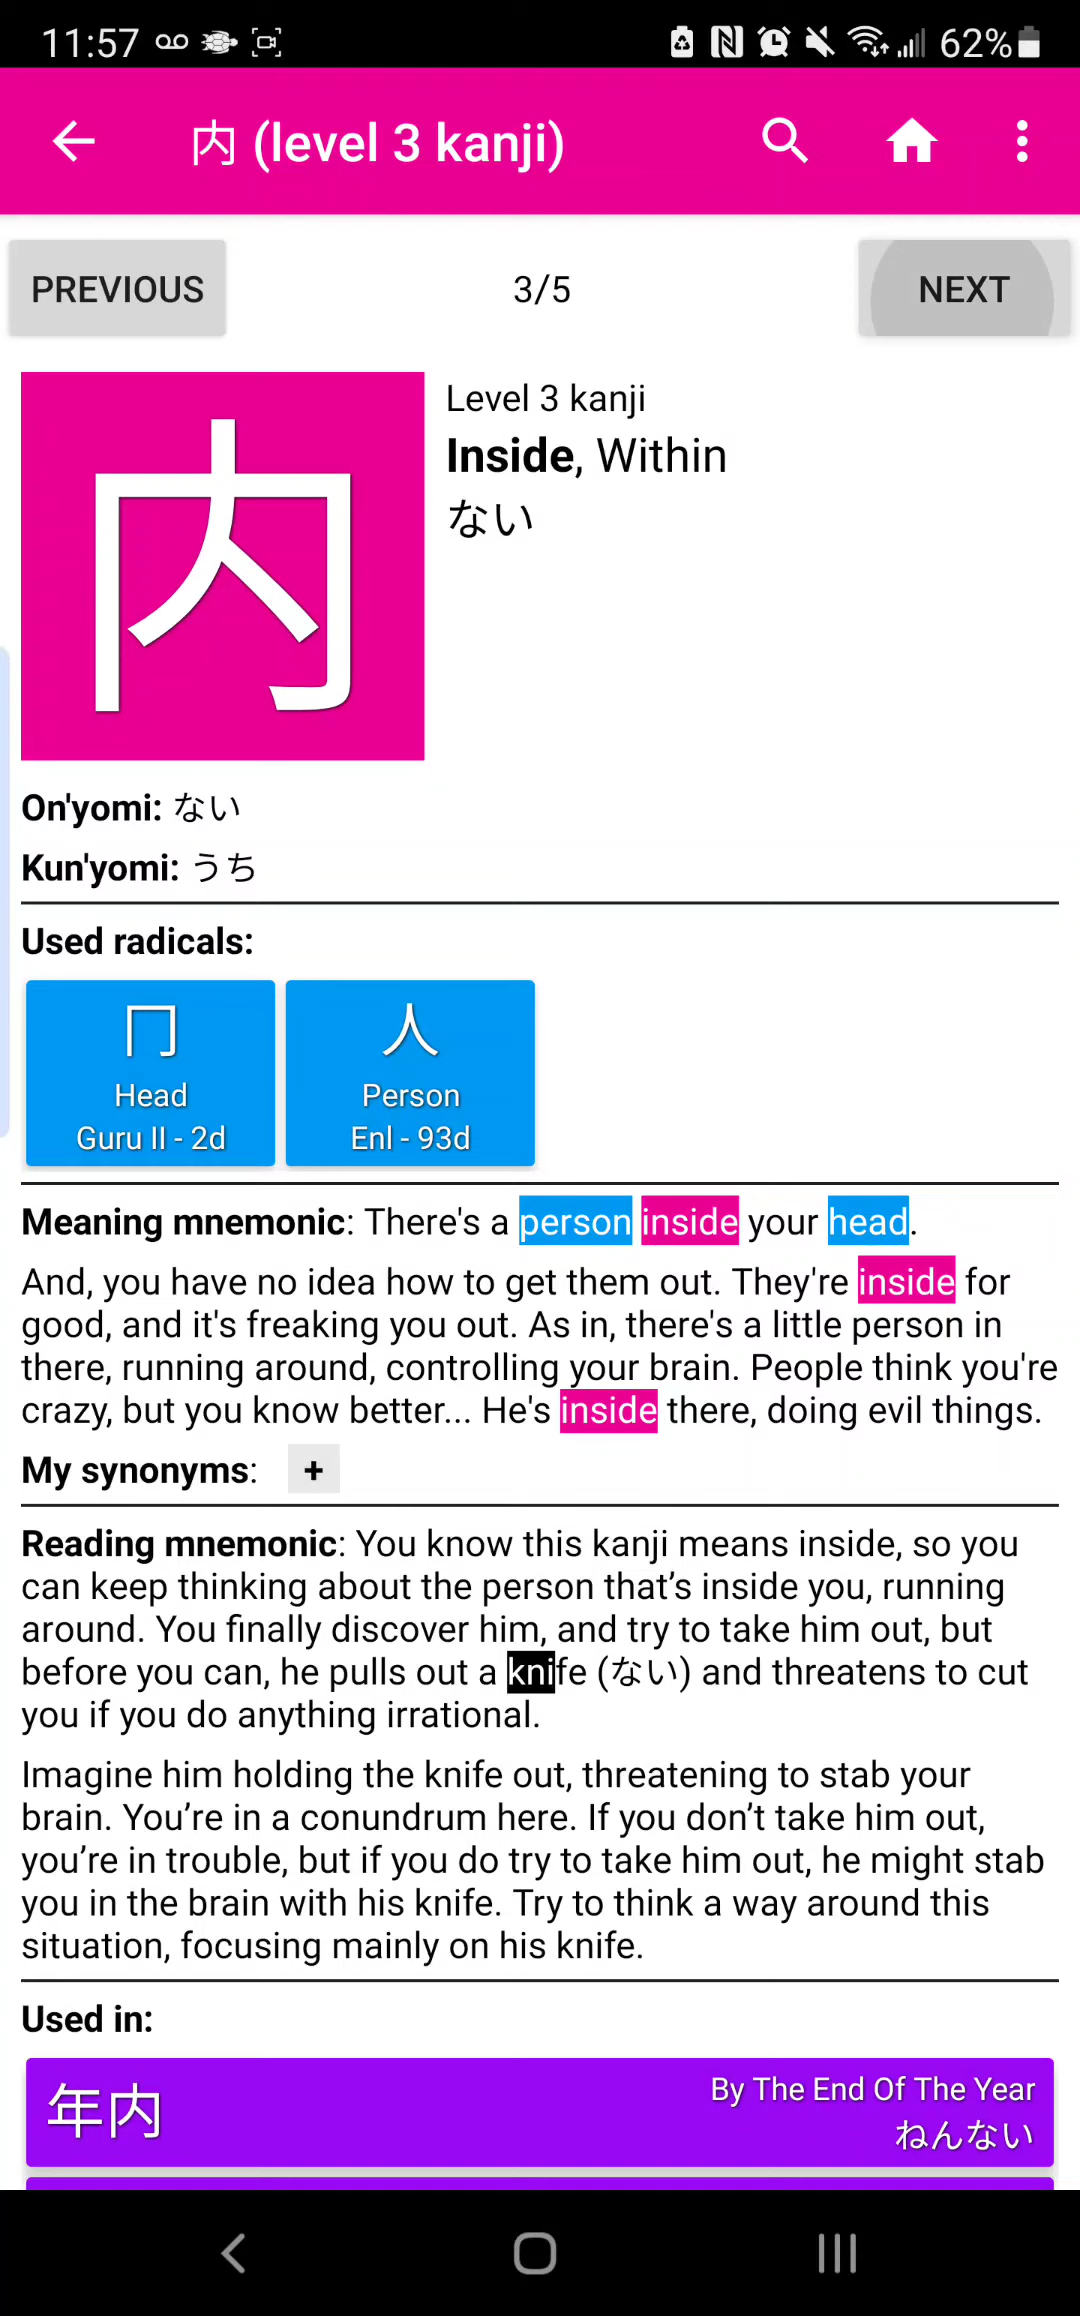 11:57 62%
内 (level 3 kanji)
PREVIOUS 3/5 NEXT
内
Level 3 kanji
Inside, Within
ない
On'yomi: ない
Kun'yomi: うち
Used radicals:
冂 人
Head Person
Guru II - 2d Enl - 93d
Meaning mnemonic: There's a person inside your head.
And, you have no idea how to get them out. They're inside for
good, and it's freaking you out. As in, there's a little person in
there, running around, controlling your brain. People think you're
crazy, but you know better... He's inside there, doing evil things.
My synonyms: +
Reading mnemonic: You know this kanji means inside, so you
can keep thinking about the person that’s inside you, running
around. You finally discover him, and try to take him out, but
before you can, he pulls out a knife (ない) and threatens to cut
you if you do anything irrational.
Imagine him holding the knife out, threatening to stab your
brain. You’re in a conundrum here. If you don’t take him out,
you’re in trouble, but if you do try to take him out, he might stab
you in the brain with his knife. Try to think a way around this
situation, focusing mainly on his knife.
Used in:
年内 By The End Of The Year
ねんない